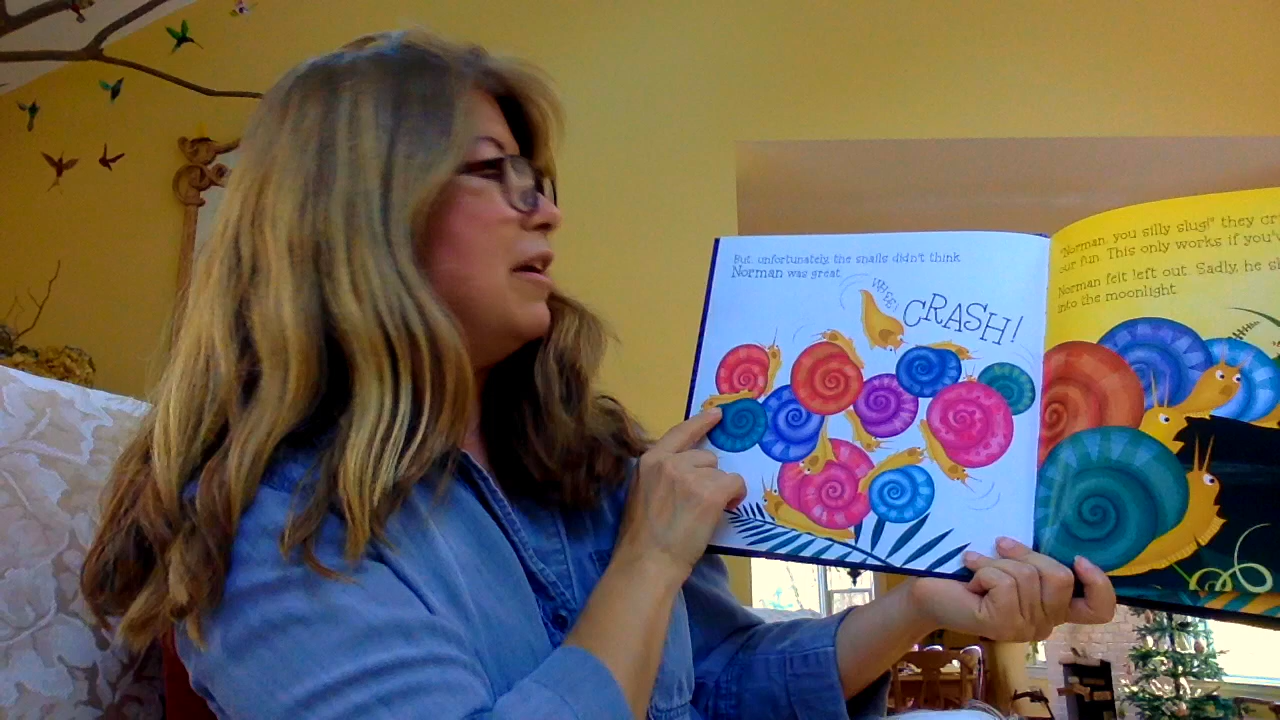 But, unfortunately, the snails didn't think
Norman was great.
WHEE!
CRASH!
"Norman, you silly slug!" they cr
our fun. This only works if you'
Norman felt left out. Sadly, he sl
into the moonlight.